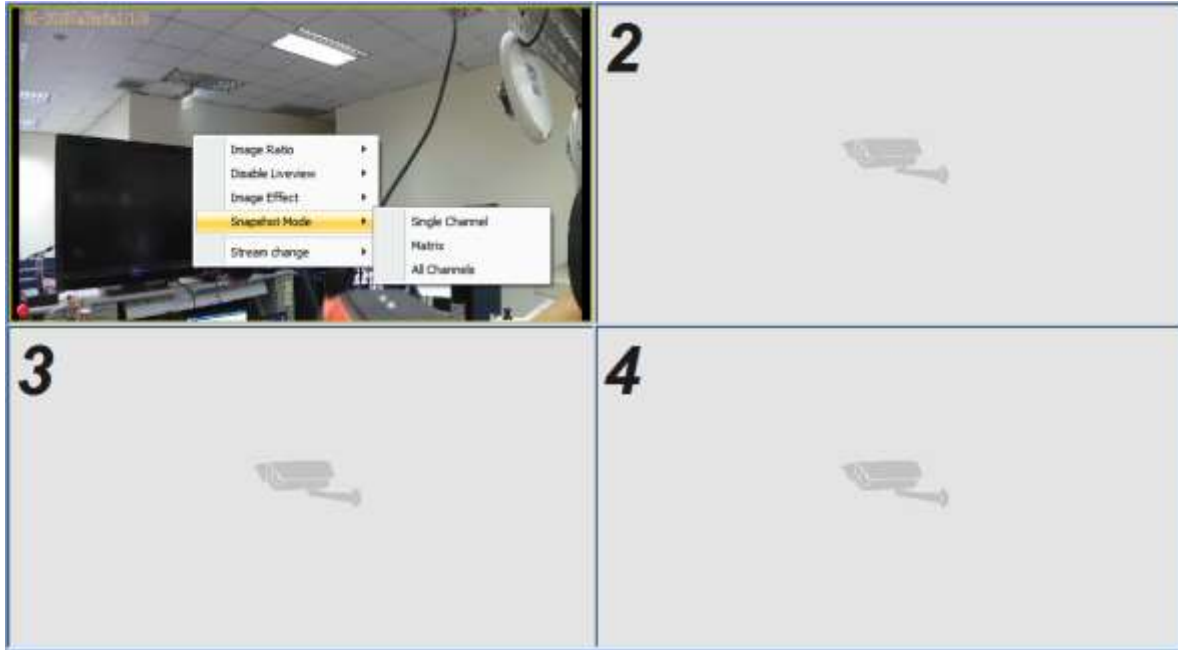 2
Image Ratio
Disable Liveview
Image Effect
Snapshot Mode
Stream change
Single Channel
Matrix
All Channels
3
4